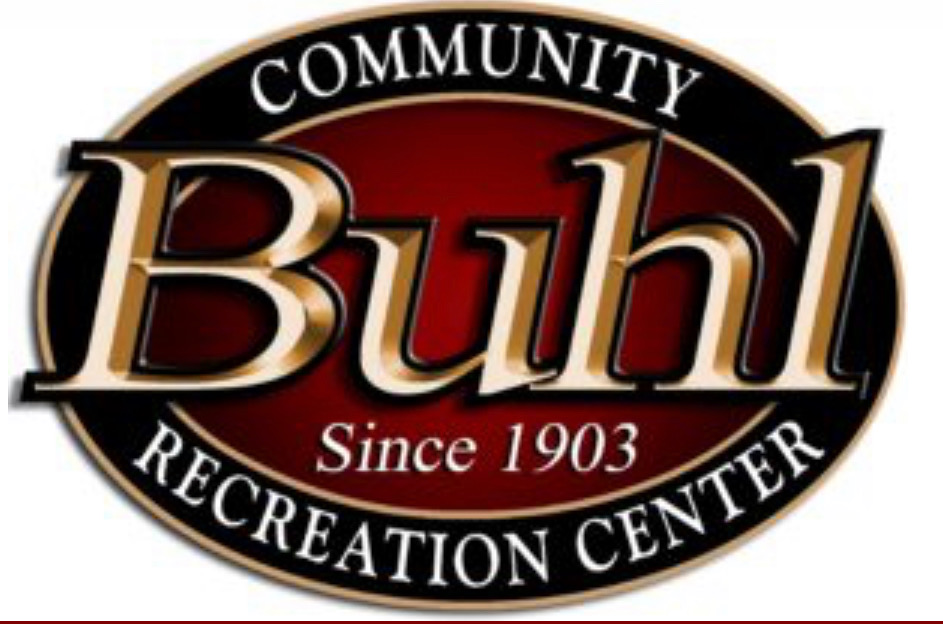 COMMUNITY
Buhl
Since 1903
RECREATION CENTER